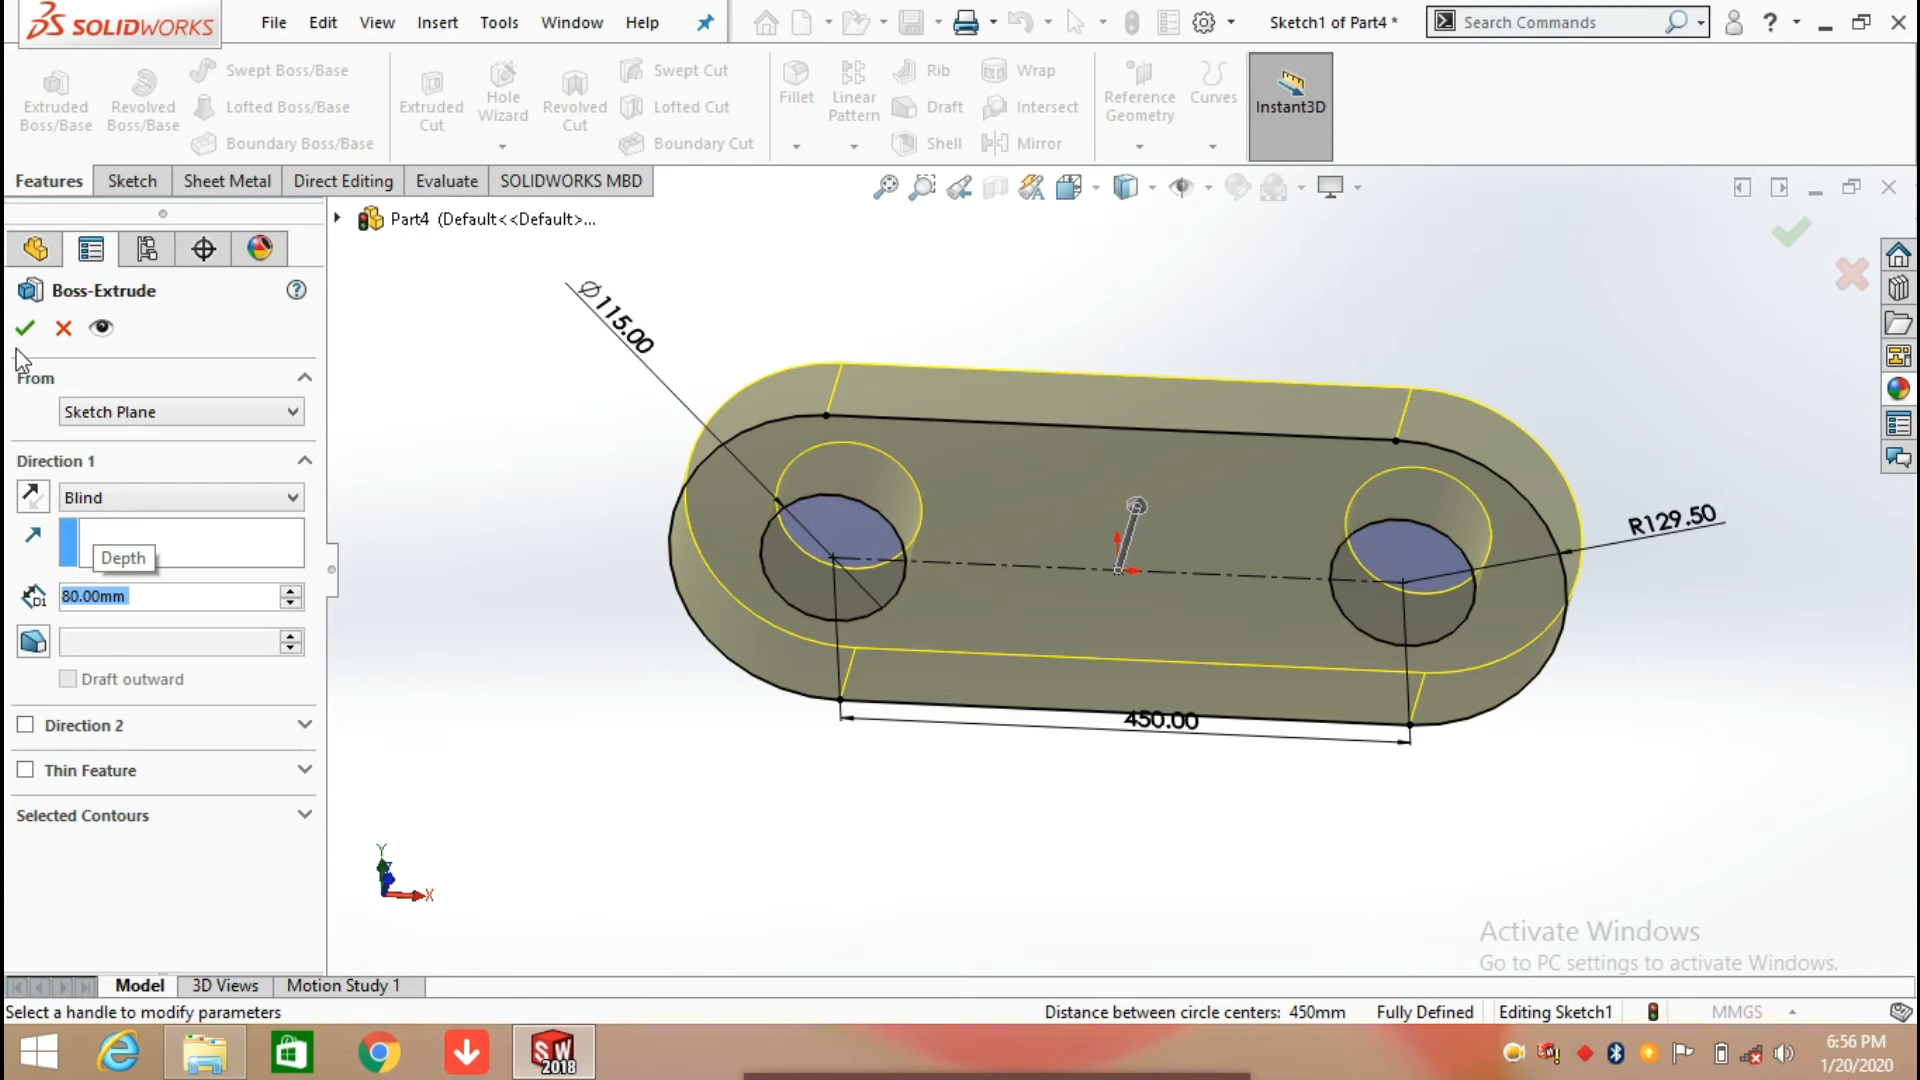 SOLIDWORKS File Edit View Insert Tools Window Help Sketch1 of Part4 * Search Commands ?
Extruded Boss/Base
Revolved Boss/Base
Swept Boss/Base
Lofted Boss/Base
Boundary Boss/Base
Extruded Cut
Hole Wizard
Revolved Cut
Swept Cut
Lofted Cut
Boundary Cut
Fillet
Linear Pattern
Rib
Draft
Shell
Wrap
Intersect
Mirror
Reference Geometry
Curves
Instant3D
Features Sketch Sheet Metal Direct Editing Evaluate SOLIDWORKS MBD
Part4 (Default<<Default>...
Boss-Extrude
From
Sketch Plane
Direction 1
Blind
Depth
D1
80.00mm
Draft outward
Direction 2
Thin Feature
Selected Contours
∅115.00
R129.50
450.00
Y
X
Activate Windows
Go to PC settings to activate Windows.
Model 3D Views Motion Study 1
Select a handle to modify parameters Distance between circle centers: 450mm Fully Defined Editing Sketch1 MMGS
SW 2018
6:56 PM
1/20/2020